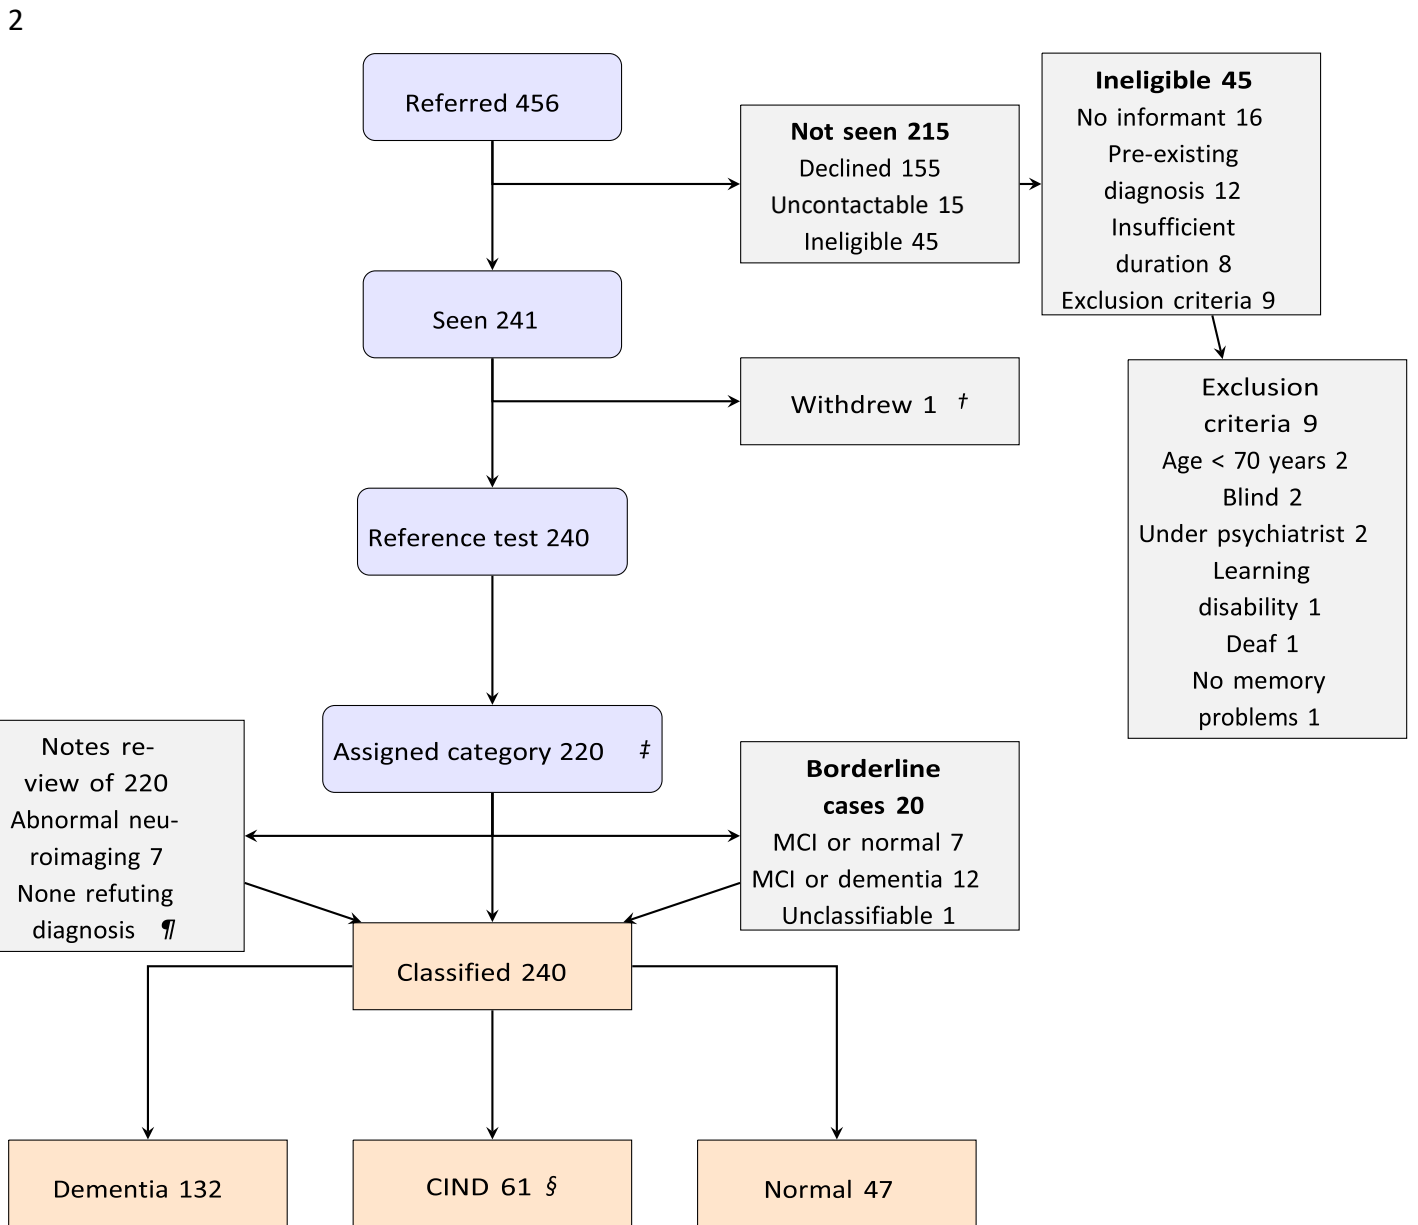 2
Referred 456
Not seen 215
Declined 155
Uncontactable 15
Ineligible 45
Ineligible 45
No informant 16
Pre-existing
diagnosis 12
Insufficient
duration 8
Exclusion criteria 9
Seen 241
Withdrew 1 †
Exclusion
criteria 9
Age < 70 years 2
Blind 2
Under psychiatrist 2
Learning
disability 1
Deaf 1
No memory
problems 1
Reference test 240
Assigned category 220 ‡
Notes re-
view of 220
Abnormal neu-
roimaging 7
None refuting
diagnosis ¶
Borderline
cases 20
MCI or normal 7
MCI or dementia 12
Unclassifiable 1
Classified 240
Dementia 132
CIND 61 §
Normal 47